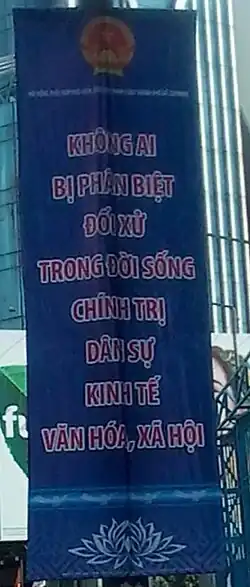 KHÔNG AI
BỊ PHÂN BIỆT
ĐỐI XỬ
TRONG ĐỜI SỐNG
CHÍNH TRỊ
DÂN SỰ
KINH TẾ
VĂN HÓA, XÃ HỘI
fu